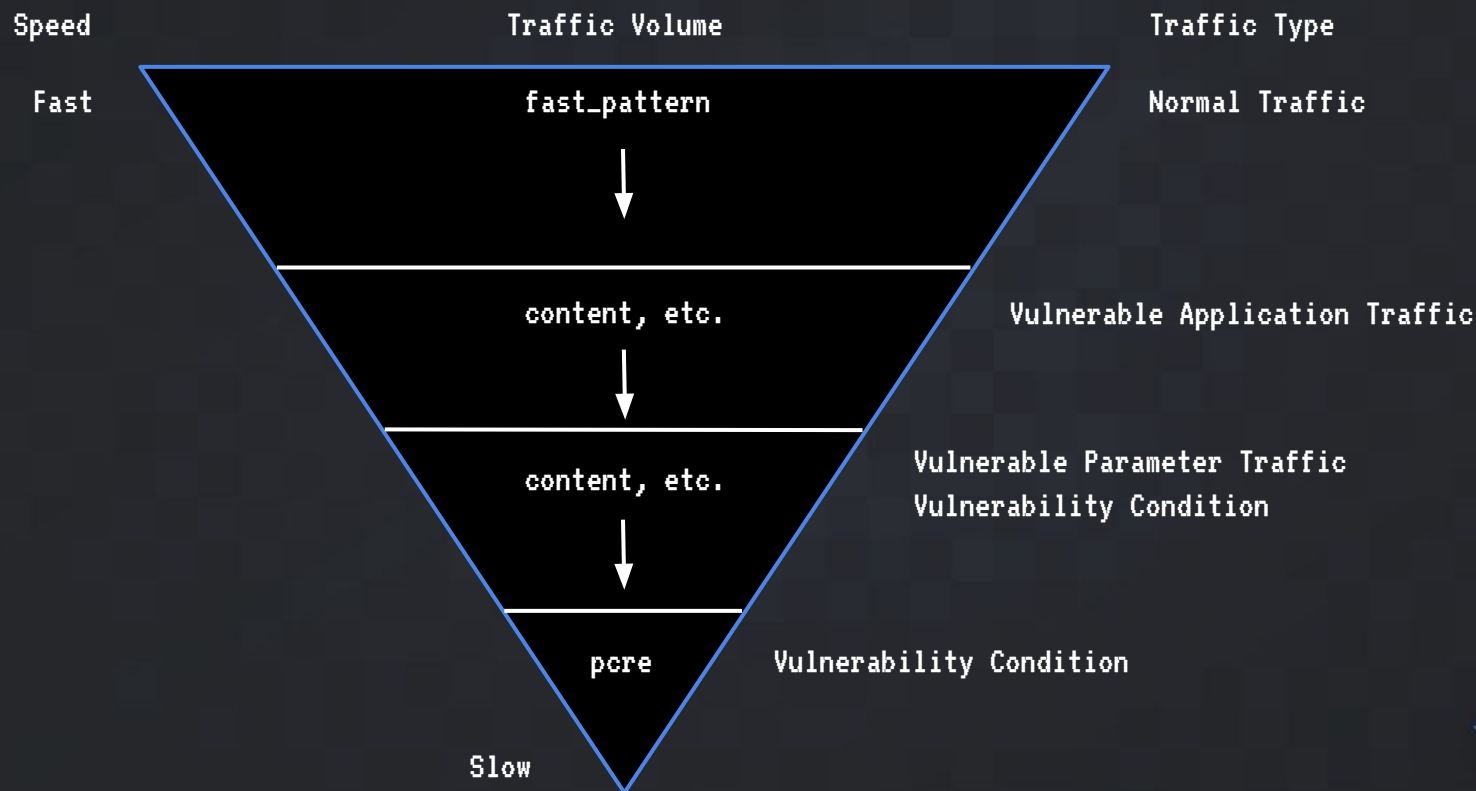 Speed
Traffic Volume
Traffic Type
Fast
fast_pattern
Normal Traffic
content, etc.
Vulnerable Application Traffic
content, etc.
Vulnerable Parameter Traffic
Vulnerability Condition
pcre
Vulnerability Condition
Slow